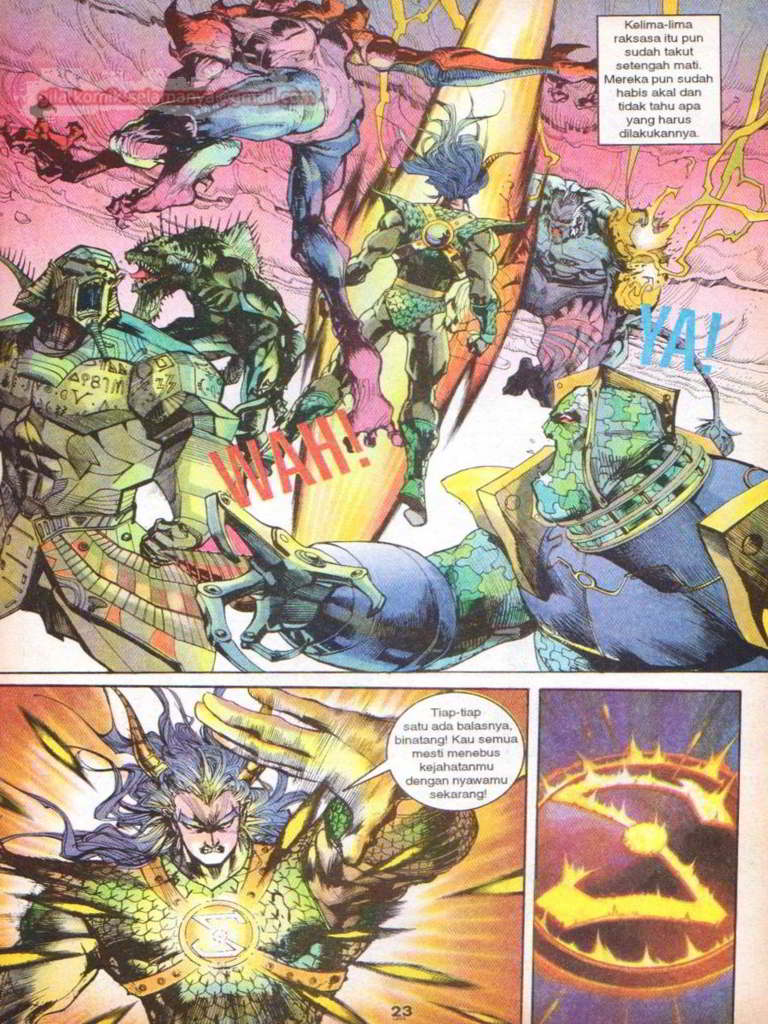 Kelima-lima
raksasa itu pun
sudah takut
setengah mati.
Mereka pun sudah
habis akal dan
tidak tahu apa
yang harus
dilakukannya.
YA!
WAH!
Tiap-tiap
satu ada balasnya,
binatang! Kau semua
mesti menebus
kejahatanmu
dengan nyawamu
sekarang!
23